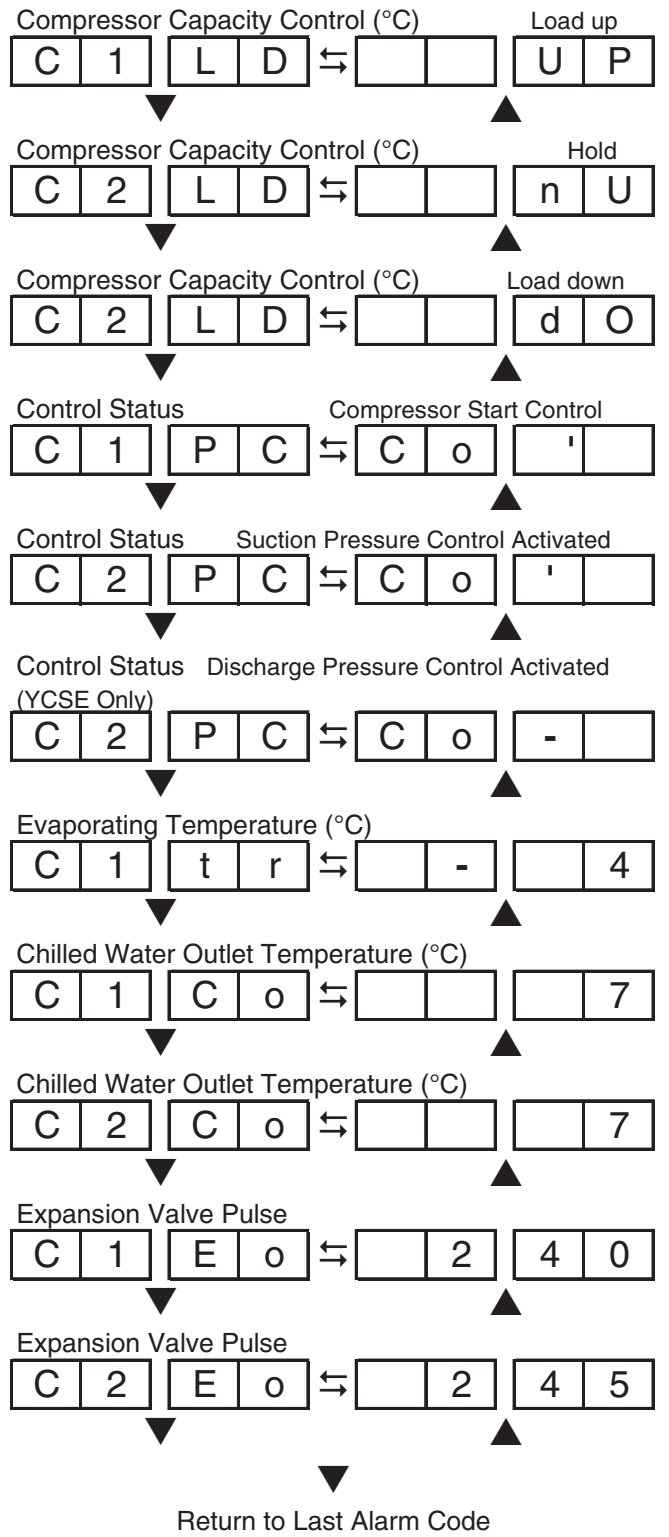 Compressor Capacity Control (°C) Load up
C 1 L D ⇆ U P
▼ ▲
Compressor Capacity Control (°C) Hold
C 2 L D ⇆ n U
▼ ▲
Compressor Capacity Control (°C) Load down
C 2 L D ⇆ d O
▼ ▲
Control Status Compressor Start Control
C 1 P C ⇆ C o '
▼ ▲
Control Status Suction Pressure Control Activated
C 2 P C ⇆ C o '
▼ ▲
Control Status Discharge Pressure Control Activated
(YCSE Only)
C 2 P C ⇆ C o -
▼ ▲
Evaporating Temperature (°C)
C 1 t r ⇆ - 4
▼ ▲
Chilled Water Outlet Temperature (°C)
C 1 C o ⇆ 7
▼ ▲
Chilled Water Outlet Temperature (°C)
C 2 C o ⇆ 7
▼ ▲
Expansion Valve Pulse
C 1 E o ⇆ 2 4 0
▼ ▲
Expansion Valve Pulse
C 2 E o ⇆ 2 4 5
▼ ▲
▼
Return to Last Alarm Code